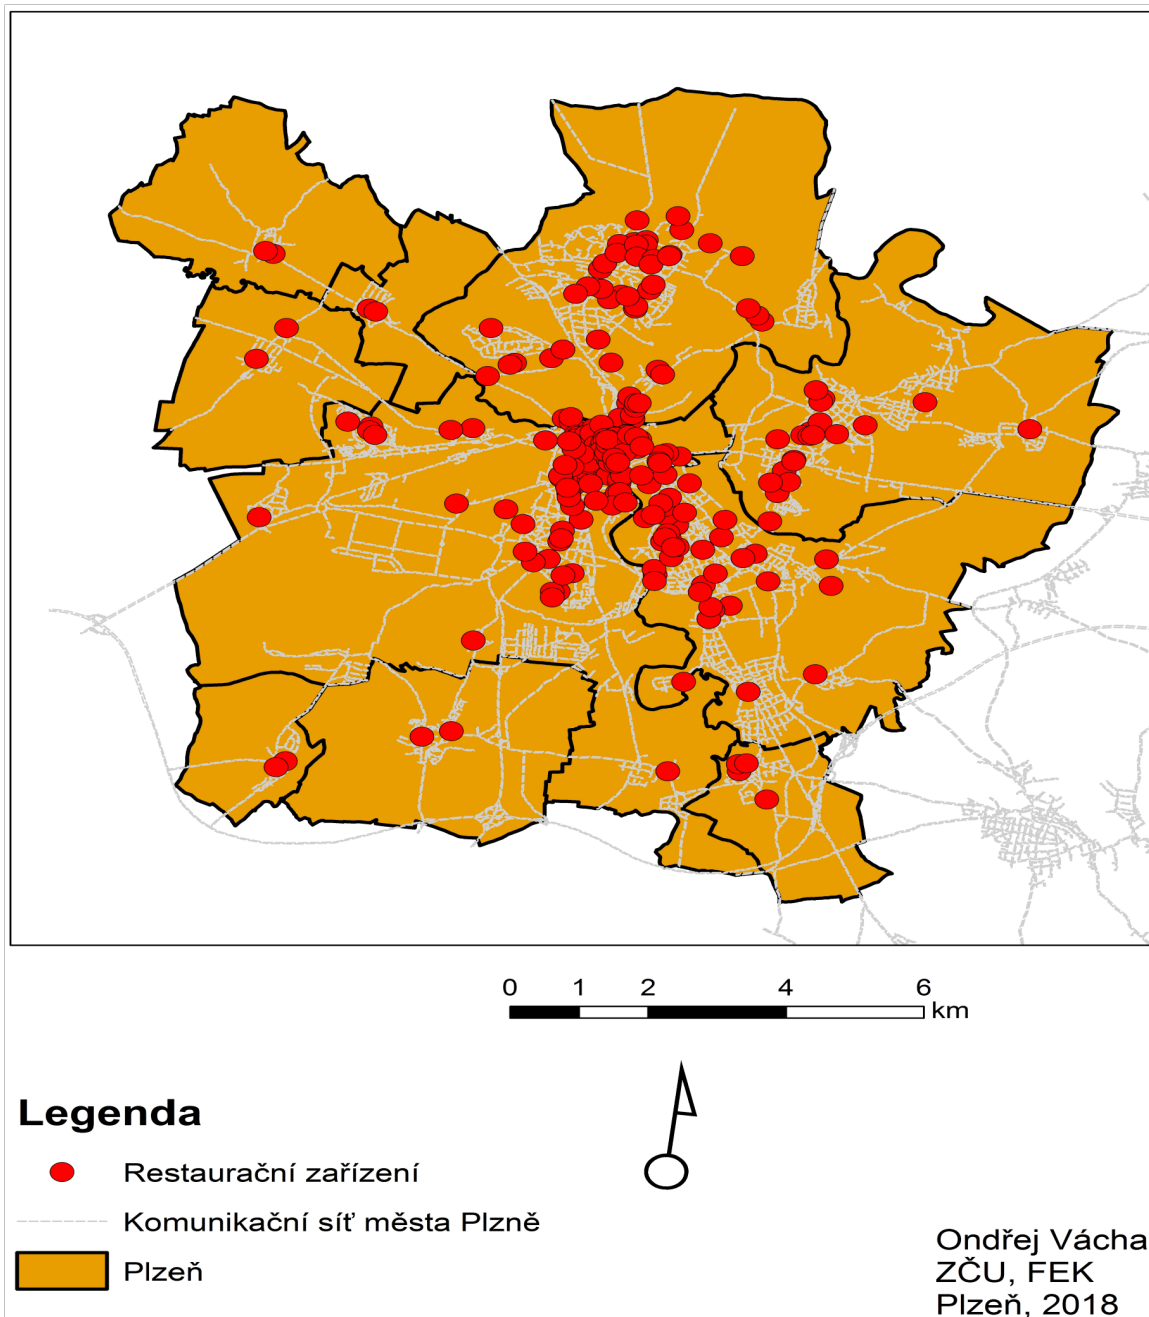 0 1 2 4 6
km
Legenda
Restaurační zařízení
Komunikační síť města Plzně
Plzeň
Ondřej Vácha
ZČU, FEK
Plzeň, 2018